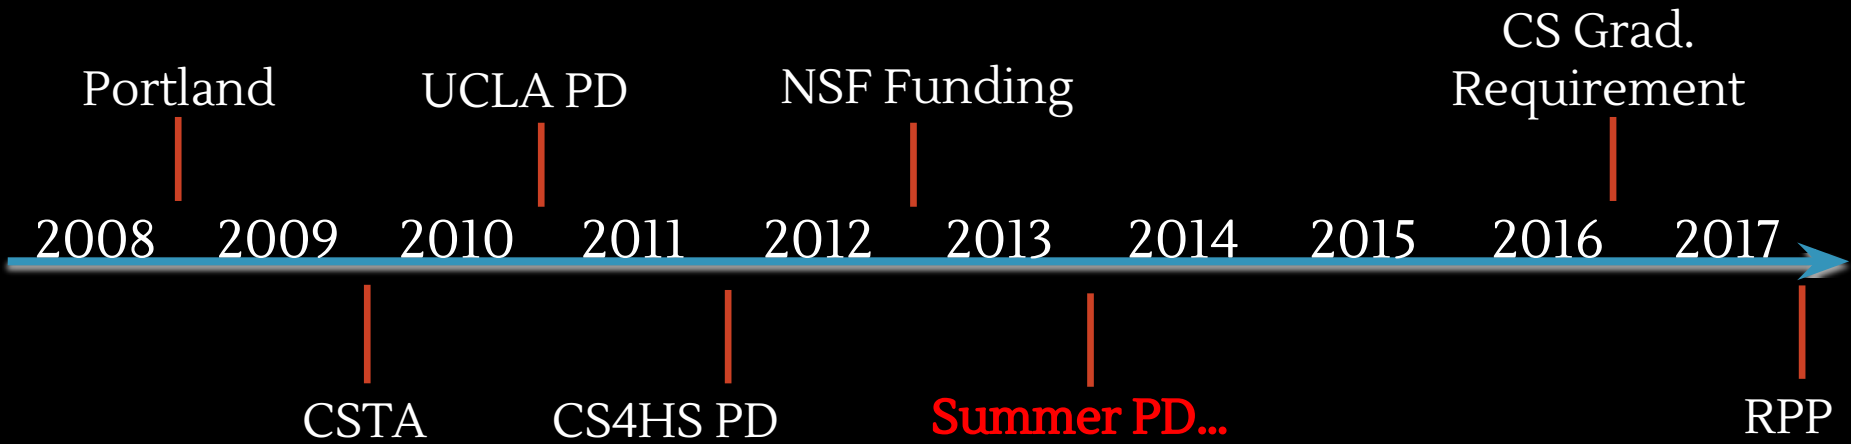 CS Grad.
Portland UCLA PD NSF Funding Requirement
2008 2009 2010 2011 2012 2013 2014 2015 2016 2017
CSTA CS4HS PD Summer PD... RPP